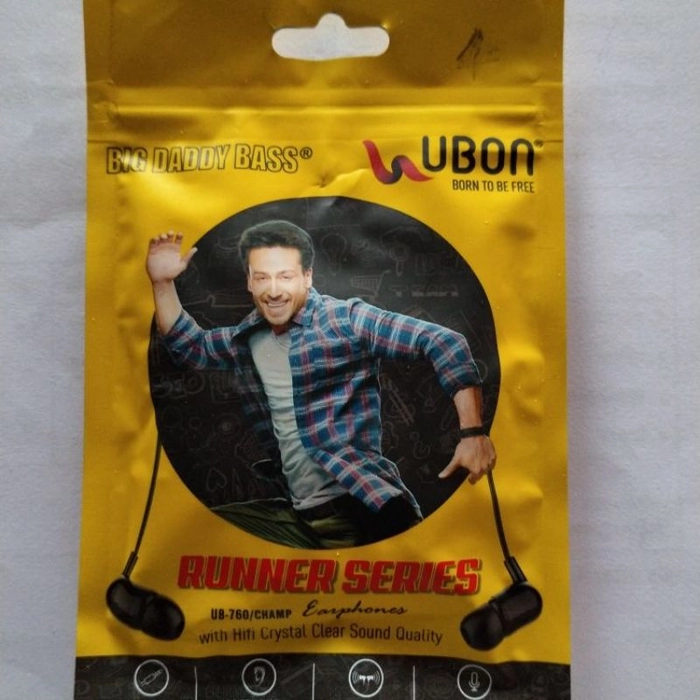 BIG DADDY BASS®
UBON®
BORN TO BE FREE
RUNNER SERIES
UB-760/CHAMP Earphones
with Hifi Crystal Clear Sound Quality